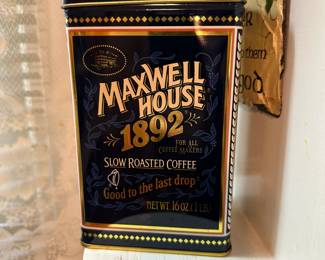 MAXWELL
HOUSE
1892
FOR ALL
COFFEE MAKERS
SLOW ROASTED COFFEE
Good to the last drop
NET WT 16 OZ (1 LB)